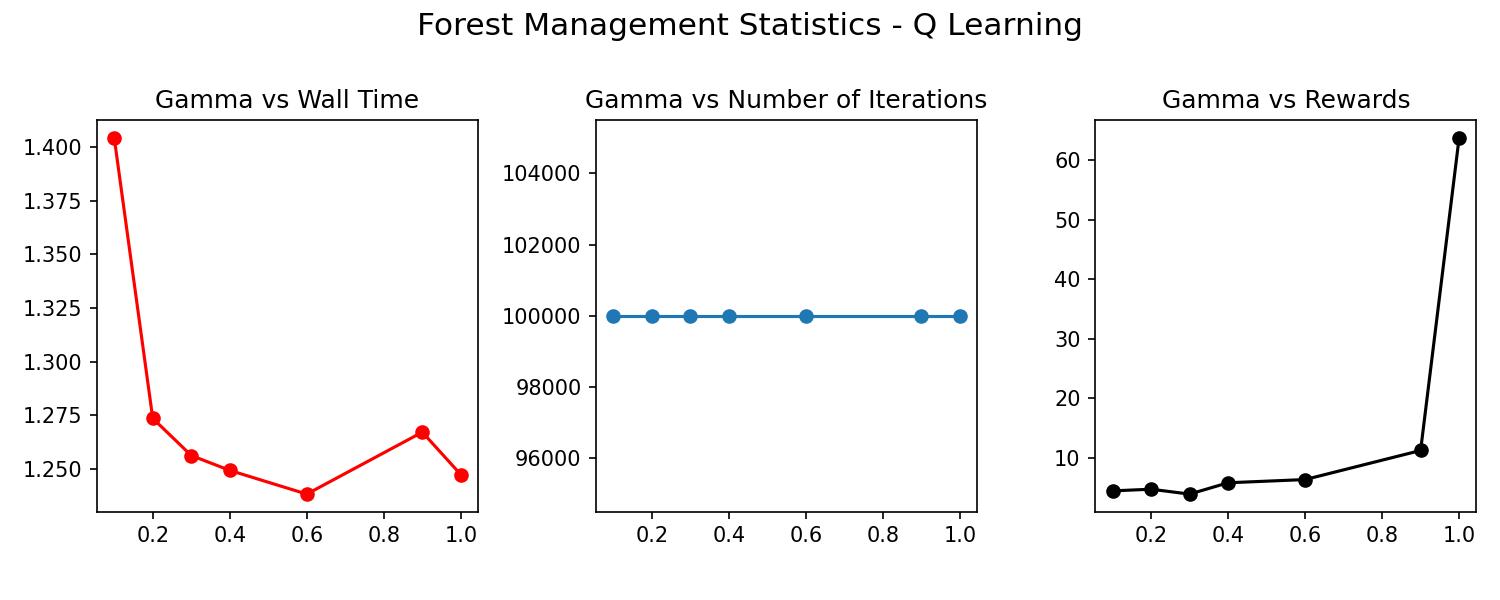 Forest Management Statistics - Q Learning
Gamma vs Wall Time
1.400
1.375
1.350
1.325
1.300
1.275
1.250
0.2 0.4 0.6 0.8 1.0
Gamma vs Number of Iterations
104000
102000
100000
98000
96000
0.2 0.4 0.6 0.8 1.0
Gamma vs Rewards
60
50
40
30
20
10
0.2 0.4 0.6 0.8 1.0